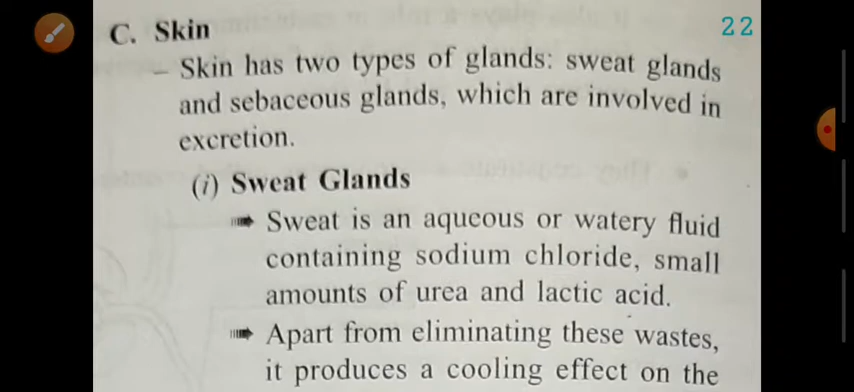 C. Skin
22
– Skin has two types of glands: sweat glands
and sebaceous glands, which are involved in
excretion.
(i) Sweat Glands
➠ Sweat is an aqueous or watery fluid
containing sodium chloride, small
amounts of urea and lactic acid.
➠ Apart from eliminating these wastes,
it produces a cooling effect on the